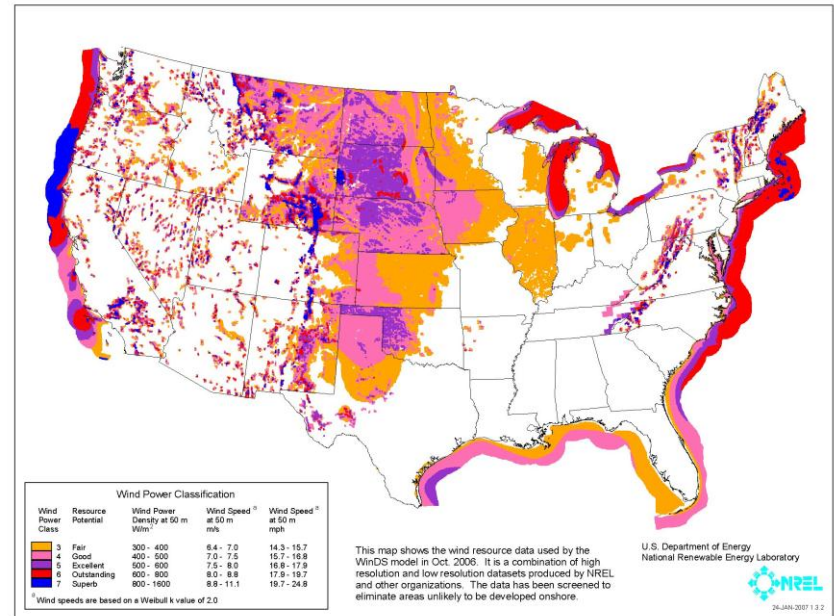 Wind Power Classification
Wind Power Class Resource Potential Wind Power Density at 50 m W/m² Wind Speed a at 50 m m/s Wind Speed a at 50 m mph
3 Fair 300 - 400 6.4 - 7.0 14.3 - 15.7
4 Good 400 - 500 7.0 - 7.5 15.7 - 16.8
5 Excellent 500 - 600 7.5 - 8.0 16.8 - 17.9
6 Outstanding 600 - 800 8.0 - 8.8 17.9 - 19.7
7 Superb 800 - 1600 8.8 - 11.1 19.7 - 24.8
a Wind speeds are based on a Weibull k value of 2.0
This map shows the wind resource data used by the
WinDS model in Oct. 2006. It is a combination of high
resolution and low resolution datasets produced by NREL
and other organizations. The data has been screened to
eliminate areas unlikely to be developed onshore.
U.S. Department of Energy
National Renewable Energy Laboratory
NREL
24-JAN-2007 1.3.2